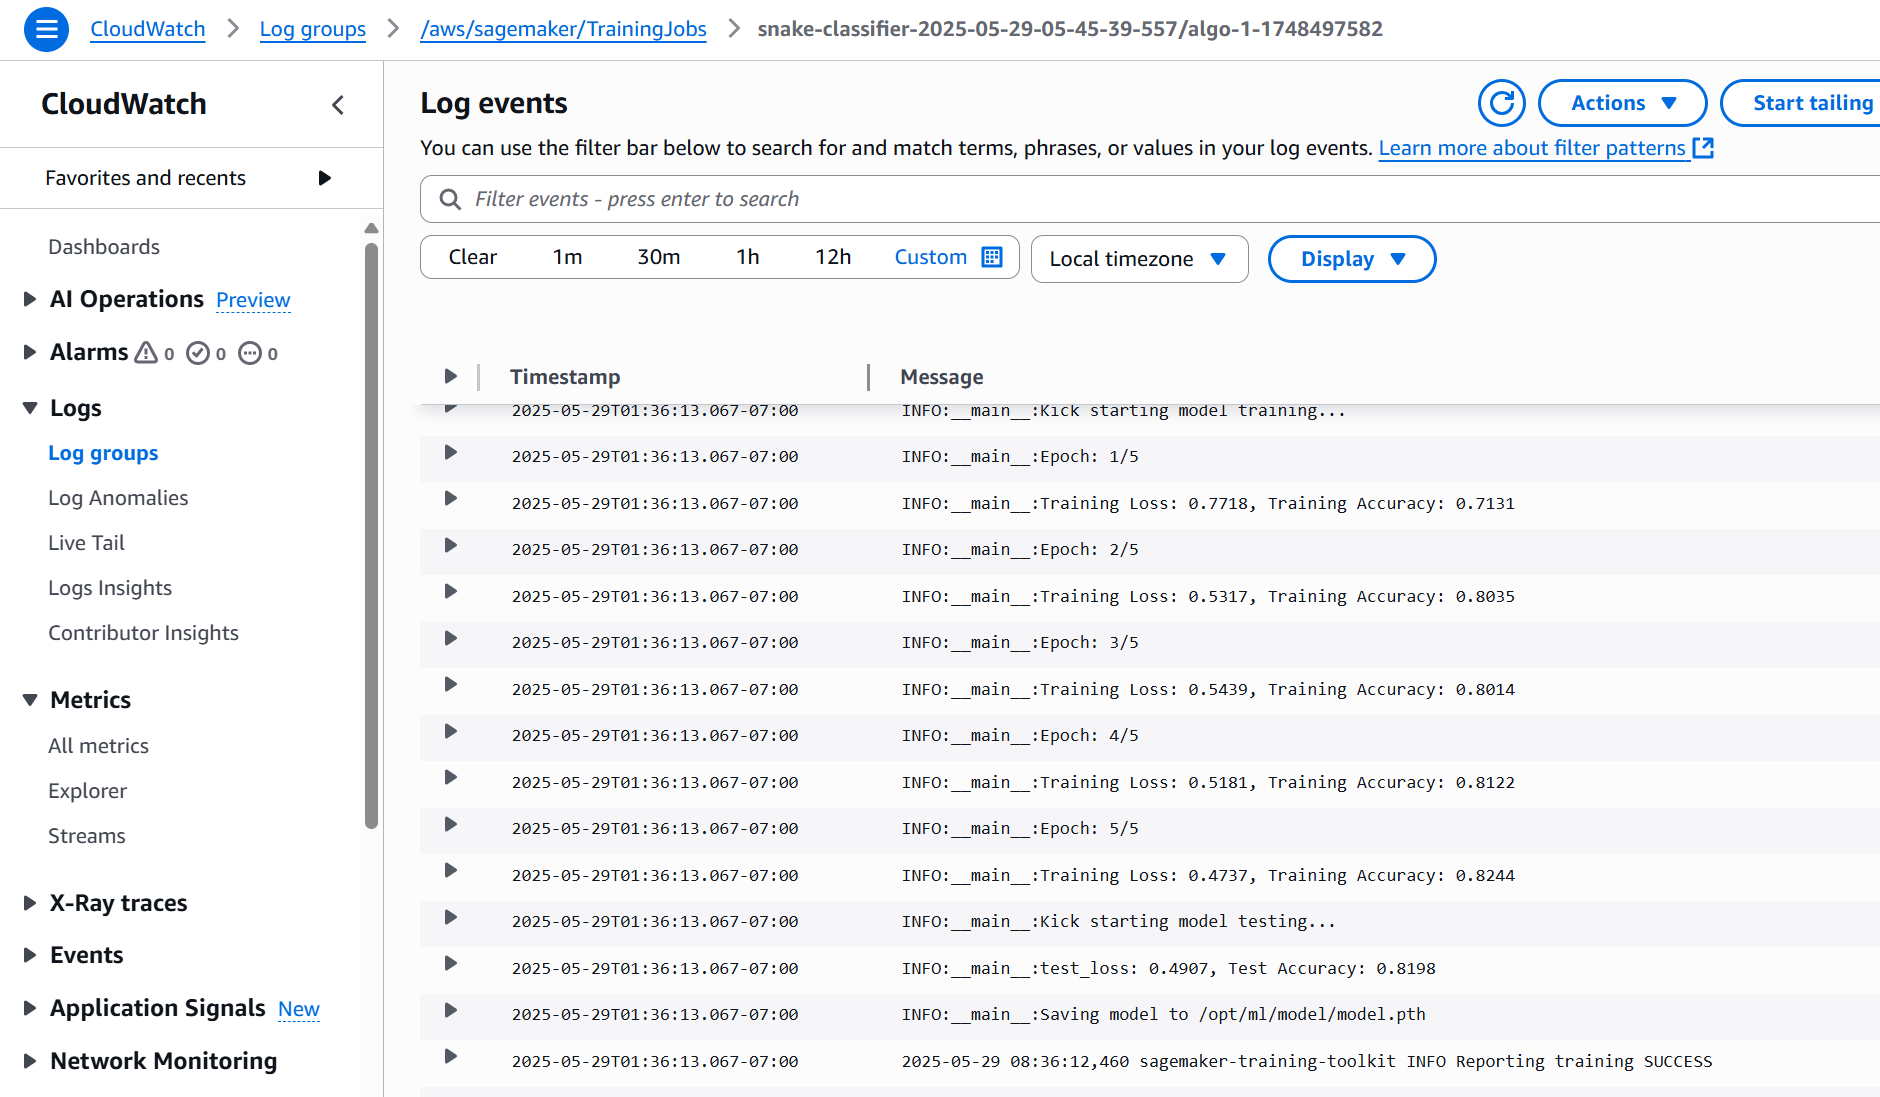 CloudWatch > Log groups > /aws/sagemaker/TrainingJobs > snake-classifier-2025-05-29-05-45-39-557/algo-1-1748497582
CloudWatch
Favorites and recents
Dashboards
AI Operations Preview
Alarms 0 0 0
Logs
Log groups
Log Anomalies
Live Tail
Logs Insights
Contributor Insights
Metrics
All metrics
Explorer
Streams
X-Ray traces
Events
Application Signals New
Network Monitoring
Log events
Actions
Start tailing
You can use the filter bar below to search for and match terms, phrases, or values in your log events. Learn more about filter patterns
Filter events - press enter to search
Clear 1m 30m 1h 12h Custom
Local timezone
Display
Timestamp Message
2025-05-29T01:36:13.067-07:00 INFO:__main__:Kick starting model training...
2025-05-29T01:36:13.067-07:00 INFO:__main__:Epoch: 1/5
2025-05-29T01:36:13.067-07:00 INFO:__main__:Training Loss: 0.7718, Training Accuracy: 0.7131
2025-05-29T01:36:13.067-07:00 INFO:__main__:Epoch: 2/5
2025-05-29T01:36:13.067-07:00 INFO:__main__:Training Loss: 0.5317, Training Accuracy: 0.8035
2025-05-29T01:36:13.067-07:00 INFO:__main__:Epoch: 3/5
2025-05-29T01:36:13.067-07:00 INFO:__main__:Training Loss: 0.5439, Training Accuracy: 0.8014
2025-05-29T01:36:13.067-07:00 INFO:__main__:Epoch: 4/5
2025-05-29T01:36:13.067-07:00 INFO:__main__:Training Loss: 0.5181, Training Accuracy: 0.8122
2025-05-29T01:36:13.067-07:00 INFO:__main__:Epoch: 5/5
2025-05-29T01:36:13.067-07:00 INFO:__main__:Training Loss: 0.4737, Training Accuracy: 0.8244
2025-05-29T01:36:13.067-07:00 INFO:__main__:Kick starting model testing...
2025-05-29T01:36:13.067-07:00 INFO:__main__:test_loss: 0.4907, Test Accuracy: 0.8198
2025-05-29T01:36:13.067-07:00 INFO:__main__:Saving model to /opt/ml/model/model.pth
2025-05-29T01:36:13.067-07:00 2025-05-29 08:36:12,460 sagemaker-training-toolkit INFO Reporting training SUCCESS